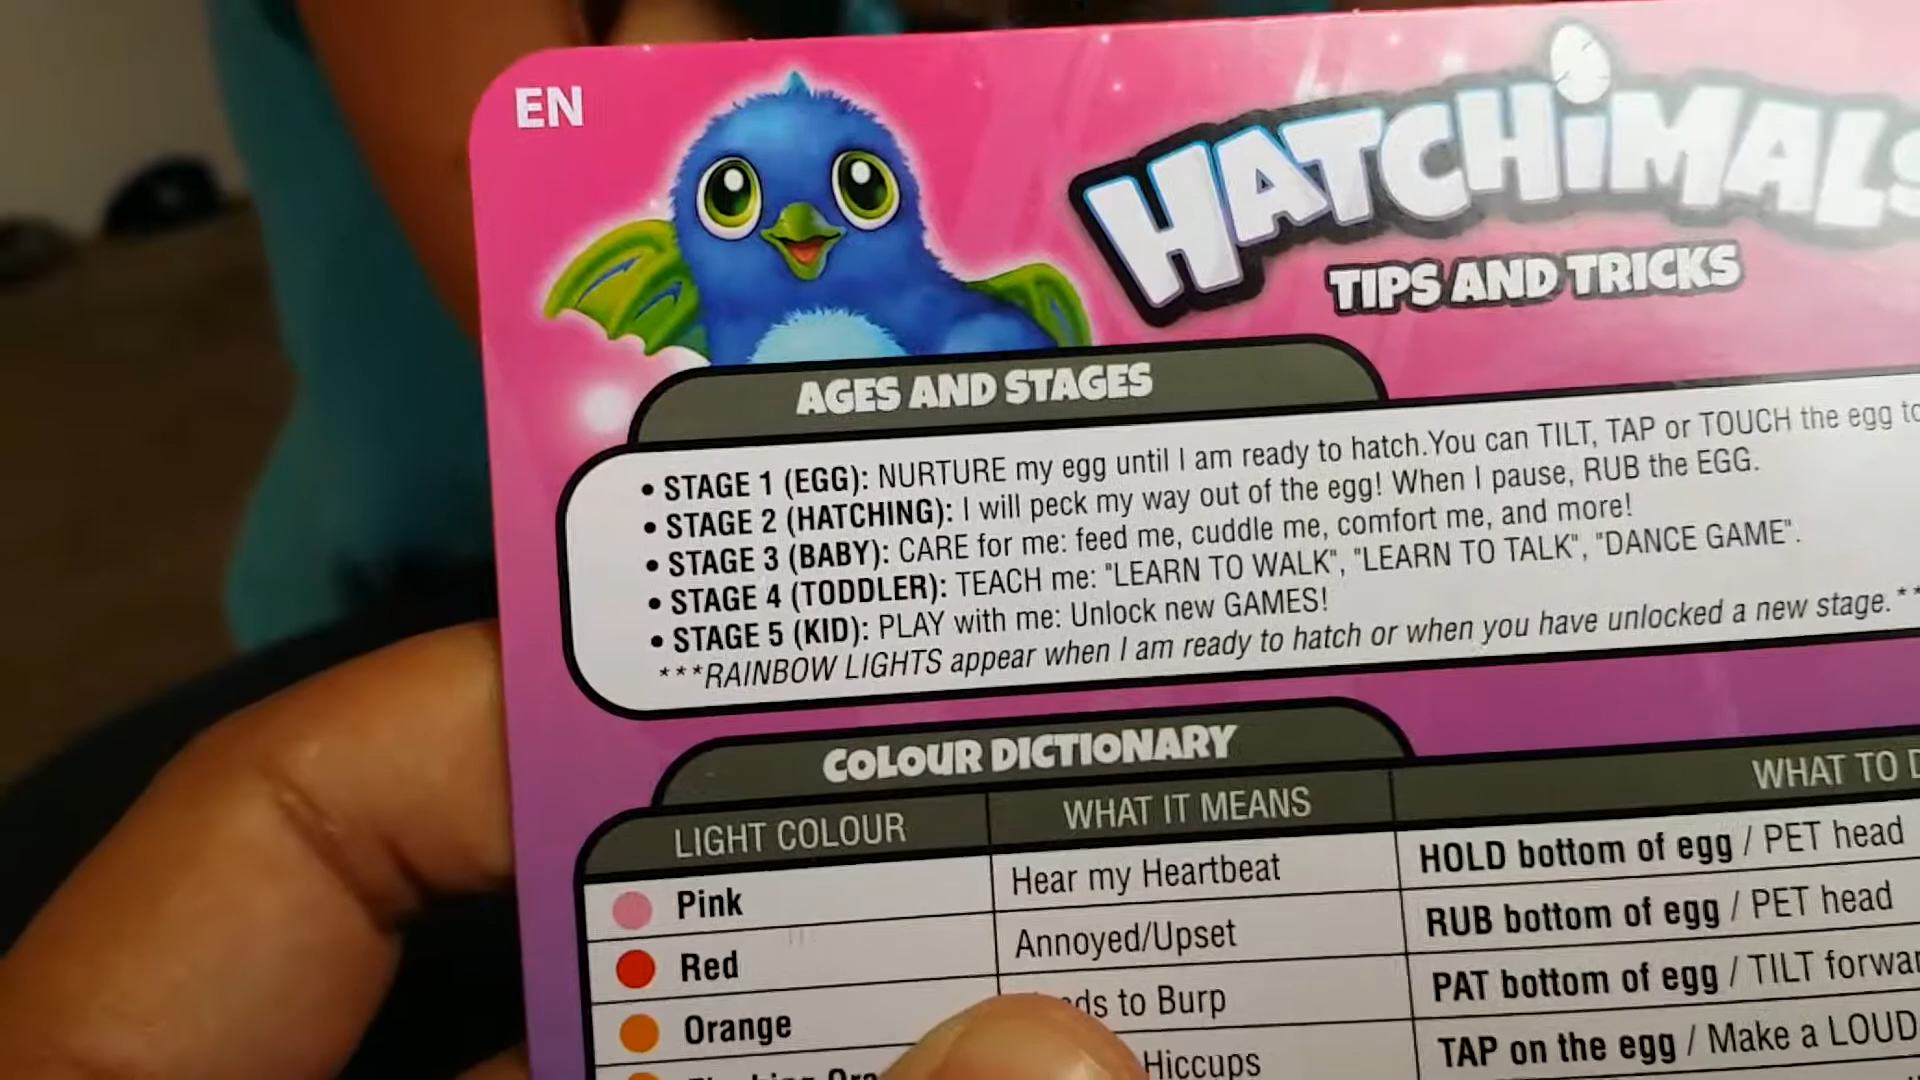 EN
HATCHiMALS
TIPS AND TRICKS
AGES AND STAGES
• STAGE 1 (EGG): NURTURE my egg until I am ready to hatch.You can TILT, TAP or TOUCH the egg to
• STAGE 2 (HATCHING): I will peck my way out of the egg! When I pause, RUB the EGG.
• STAGE 3 (BABY): CARE for me: feed me, cuddle me, comfort me, and more!
• STAGE 4 (TODDLER): TEACH me: "LEARN TO WALK", "LEARN TO TALK", "DANCE GAME".
• STAGE 5 (KID): PLAY with me: Unlock new GAMES!
***RAINBOW LIGHTS appear when I am ready to hatch or when you have unlocked a new stage.**
COLOUR DICTIONARY
LIGHT COLOUR WHAT IT MEANS WHAT TO
Pink Hear my Heartbeat HOLD bottom of egg / PET head
Red Annoyed/Upset RUB bottom of egg / PET head
Orange to Burp PAT bottom of egg / TILT
Hiccups TAP on the egg / Make a LOUD